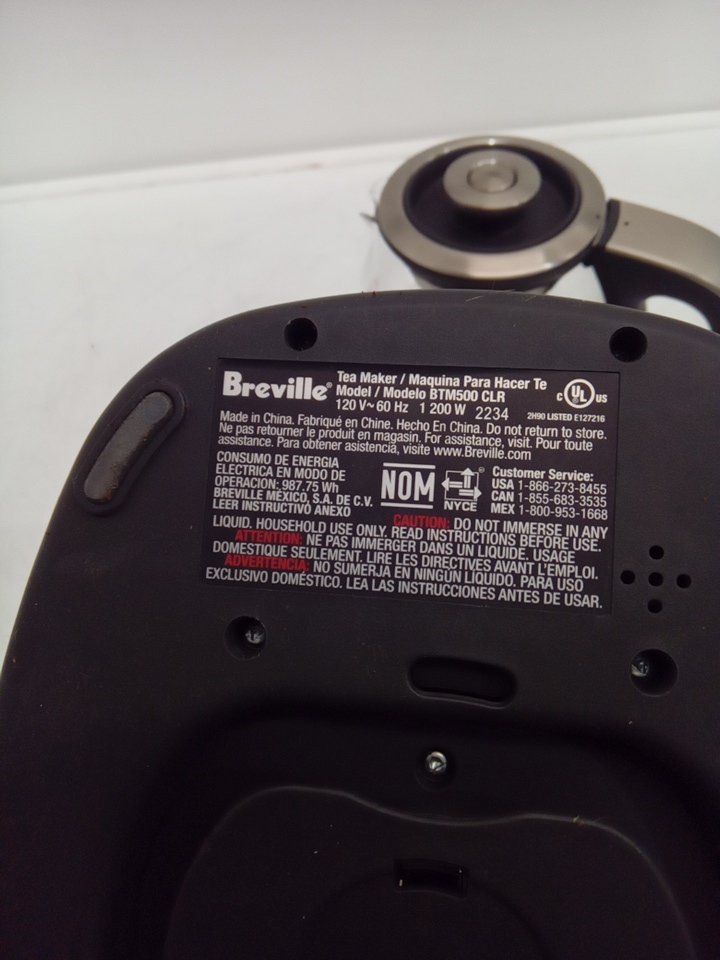 Breville®
Tea Maker / Maquina Para Hacer Te
Model / Modelo BTM500 CLR
120 V~ 60 Hz 1 200 W 2234
C UL US
2H90 LISTED E127216
Made in China. Fabriqué en Chine. Hecho En China. Do not return to store.
Ne pas retourner le produit en magasin. For assistance, visit. Pour toute
assistance. Para obtener asistencia, visite www.Breville.com
CONSUMO DE ENERGIA
ELECTRICA EN MODO DE
OPERACION: 987.75 Wh
BREVILLE MÉXICO, S.A. DE C.V.
LEER INSTRUCTIVO ANEXO
NOM
NYCE
Customer Service:
USA 1-866-273-8455
CAN 1-855-683-3535
MEX 1-800-953-1668
CAUTION: DO NOT IMMERSE IN ANY
LIQUID. HOUSEHOLD USE ONLY. READ INSTRUCTIONS BEFORE USE.
ATTENTION: NE PAS IMMERGER DANS UN LIQUIDE. USAGE
DOMESTIQUE SEULEMENT. LIRE LES DIRECTIVES AVANT L'EMPLOI.
ADVERTENCIA: NO SUMERJA EN NINGÚN LÍQUIDO. PARA USO
EXCLUSIVO DOMÉSTICO. LEA LAS INSTRUCCIONES ANTES DE USAR.